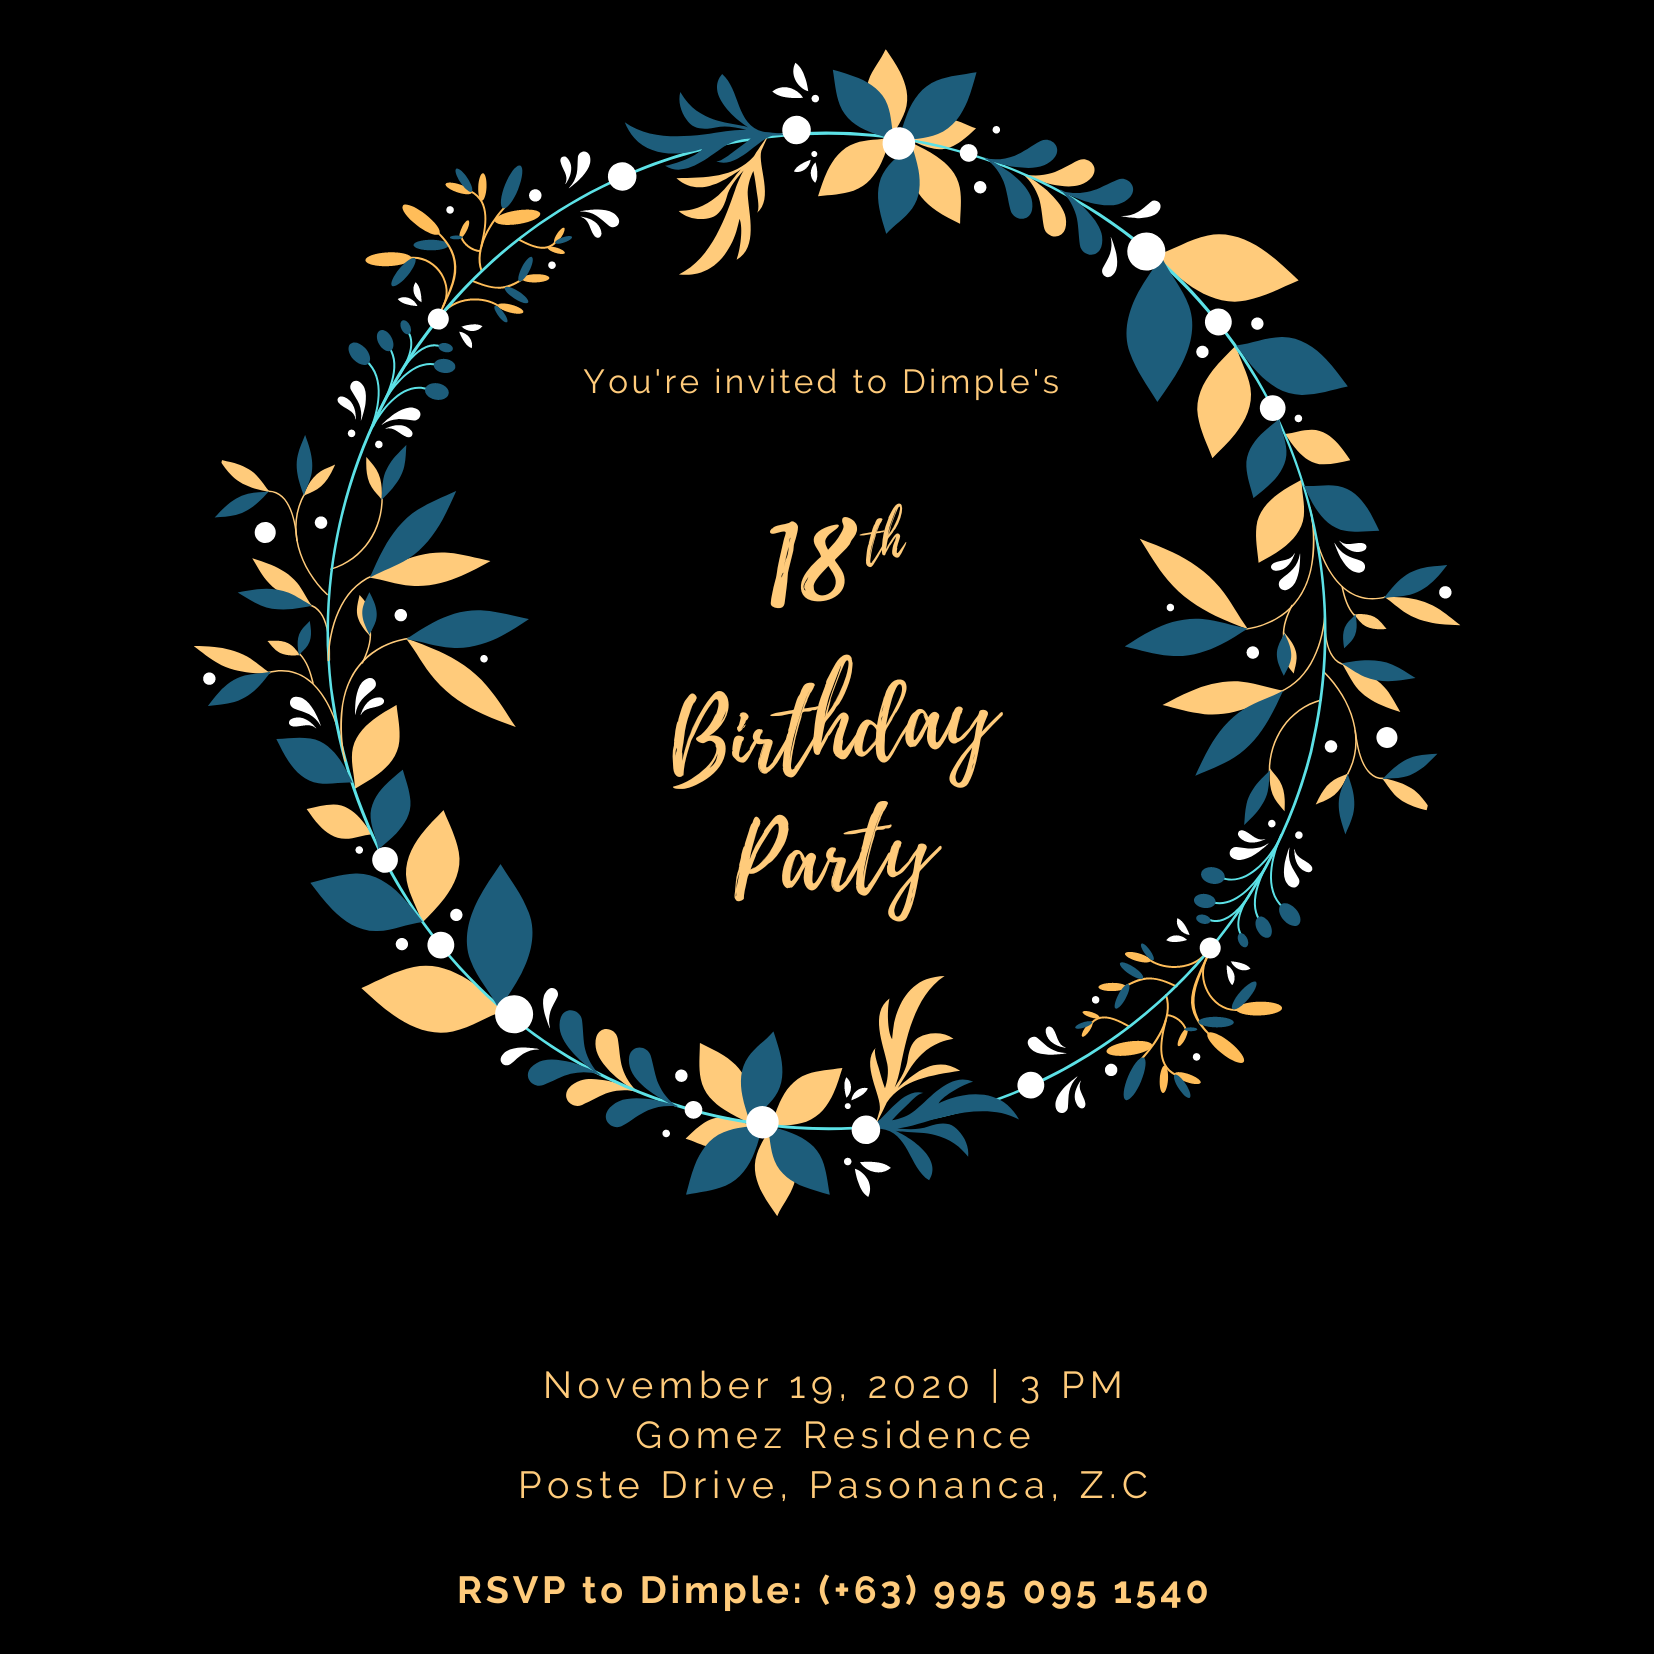 You're invited to Dimple's
18th
Birthday
Party
November 19, 2020 | 3 PM
Gomez Residence
Poste Drive, Pasonanca, Z.C
RSVP to Dimple: (+63) 995 095 1540